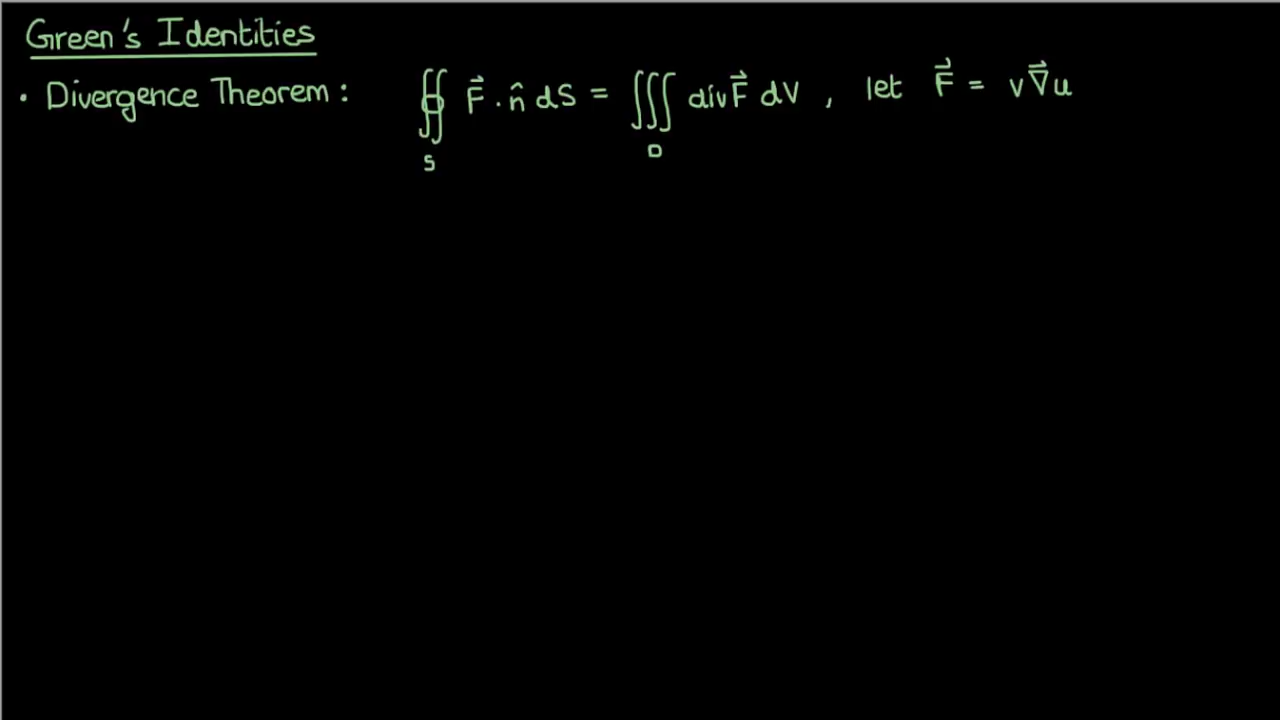 Green's Identities
• Divergence Theorem : ∯_S F⃗ · n̂ dS = ∭_D div F⃗ dV , let F⃗ = v∇⃗u